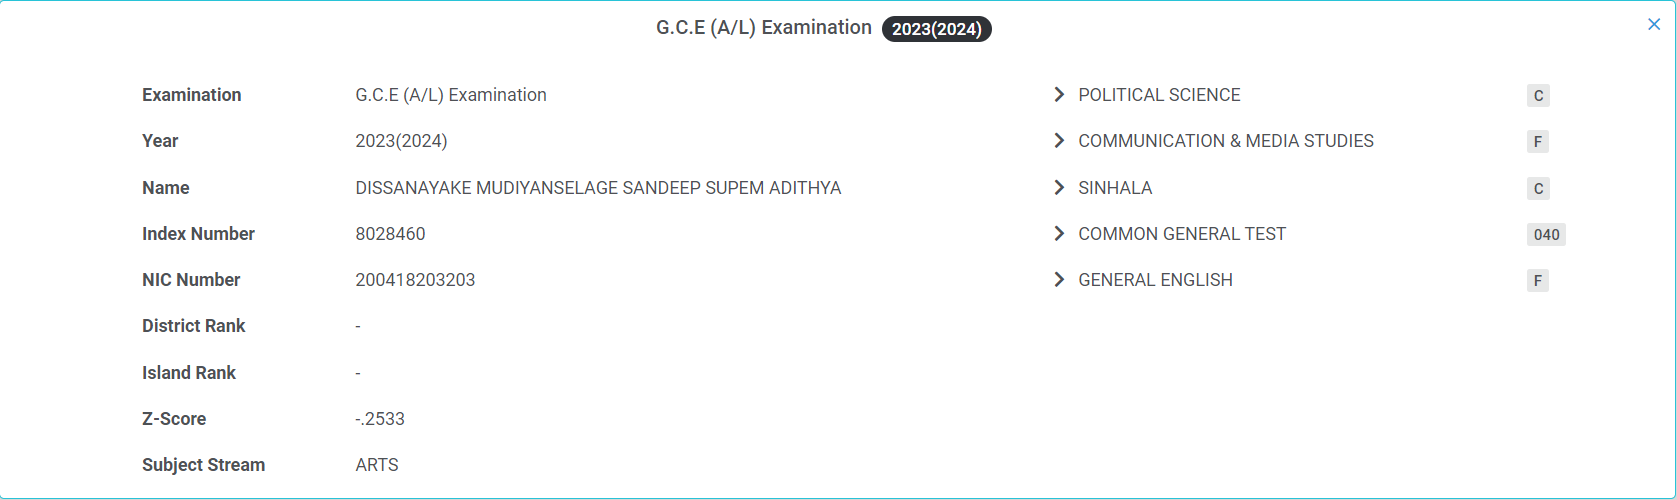 G.C.E (A/L) Examination 2023(2024)
Examination G.C.E (A/L) Examination
Year 2023(2024)
Name DISSANAYAKE MUDIYANSELAGE SANDEEP SUPEM ADITHYA
Index Number 8028460
NIC Number 200418203203
District Rank -
Island Rank -
Z-Score -.2533
Subject Stream ARTS
POLITICAL SCIENCE C
COMMUNICATION & MEDIA STUDIES F
SINHALA C
COMMON GENERAL TEST 040
GENERAL ENGLISH F